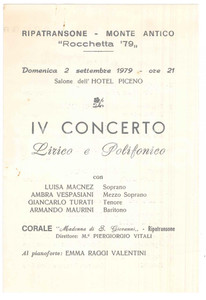 RIPATRANSONE - MONTE ANTICO
"Rocchetta '79„
Domenica 2 settembre 1979 - ore 21
Salone dell'HOTEL PICENO
IV CONCERTO
Lirico e Polifonico
con
LUISA MACNEZ Soprano
AMBRA VESPASIANI Mezzo Soprano
GIANCARLO TURATI Tenore
ARMANDO MAURINI Baritono
CORALE "Madonna di S. Giovanni„ - Ripatransone
Direttore: M.° PIERGIORGIO VITALI
Al pianoforte: EMMA RAGGI VALENTINI